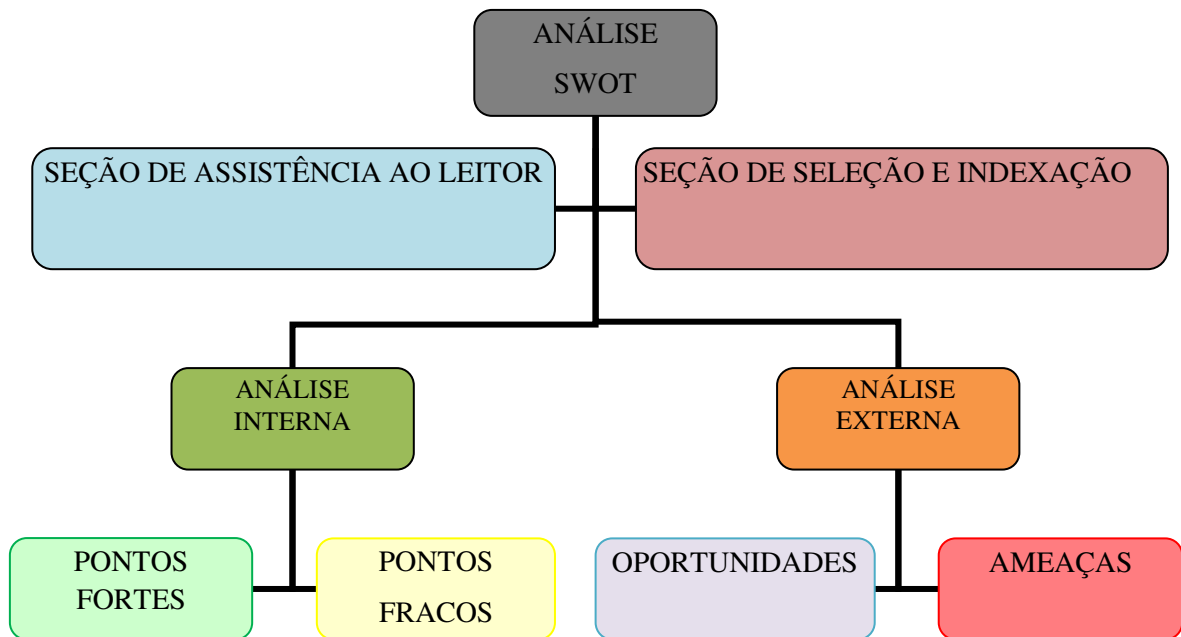 ANÁLISE
SWOT
SEÇÃO DE ASSISTÊNCIA AO LEITOR
SEÇÃO DE SELEÇÃO E INDEXAÇÃO
ANÁLISE
INTERNA
ANÁLISE
EXTERNA
PONTOS
FORTES
PONTOS
FRACOS
OPORTUNIDADES
AMEAÇAS